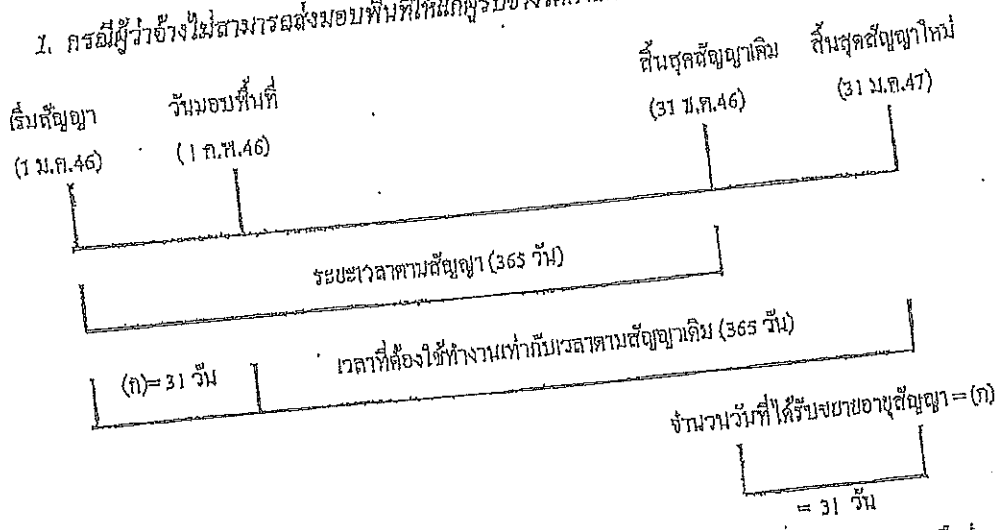 1. กรณีผู้ว่าจ้างไม่สามารถส่งมอบพื้นที่ให้แก่ผู้รับจ้าง
เริ่มสัญญา วันมอบพื้นที่ สิ้นสุดสัญญาเดิม สิ้นสุดสัญญาใหม่
(1 ม.ค.46) (1 ก.พ.46) (31 ธ.ค.46) (31 ม.ค.47)
ระยะเวลาตามสัญญา (365 วัน)
(ก)= 31 วัน เวลาที่ต้องใช้ทำงานเท่ากับเวลาตามสัญญาเดิม (365 วัน)
จำนวนวันที่ได้รับขยายอายุสัญญา = (ก)
= 31 วัน